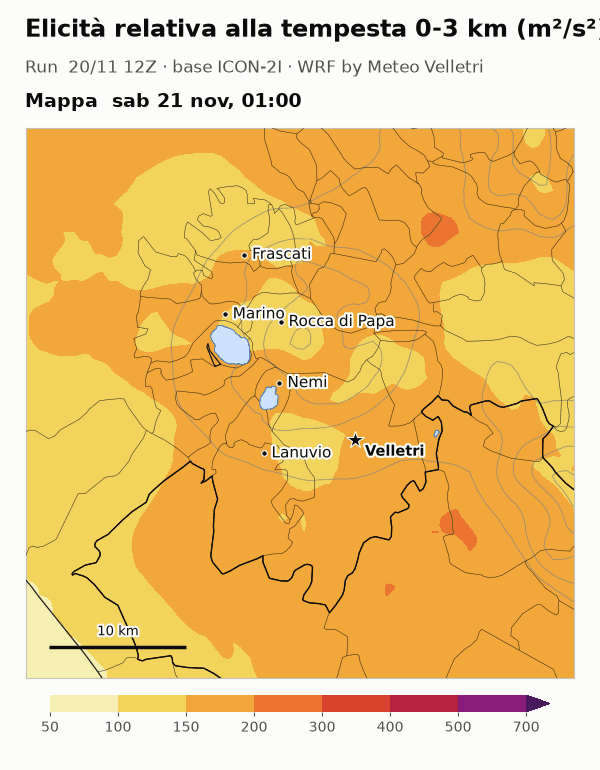 Elicità relativa alla tempesta 0-3 km (m²/s²)
Run  20/11 12Z · base ICON-2I · WRF by Meteo Velletri
Mappa  sab 21 nov, 01:00
Frascati
Marino
Rocca di Papa
Nemi
Velletri
Lanuvio
10 km
50 100 150 200 300 400 500 700